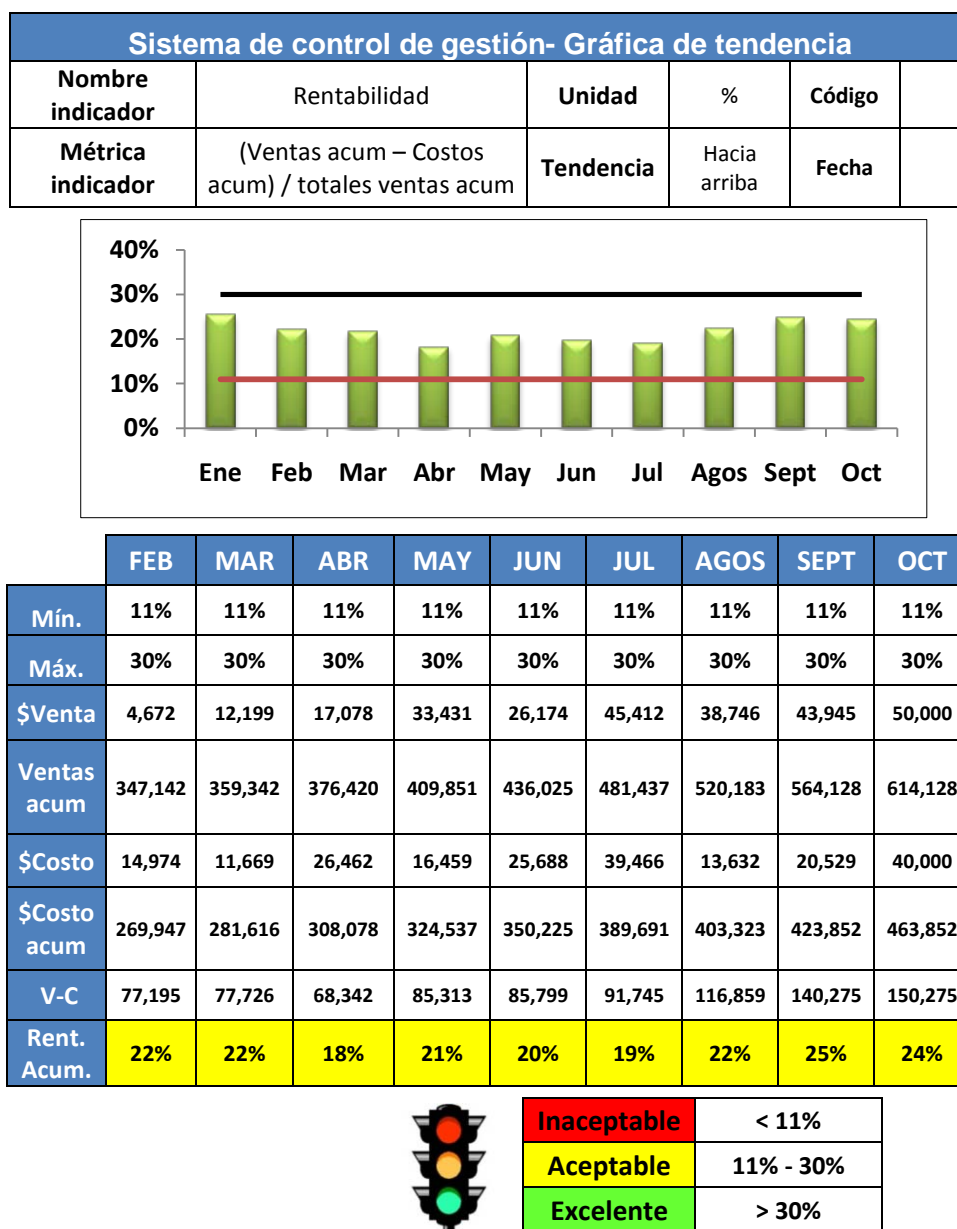 Sistema de control de gestión- Gráfica de tendencia
Nombre indicador Rentabilidad Unidad % Código
Métrica indicador (Ventas acum – Costos acum) / totales ventas acum Tendencia Hacia arriba Fecha
40%
30%
20%
10%
0%
Ene Feb Mar Abr May Jun Jul Agos Sept Oct
FEB MAR ABR MAY JUN JUL AGOS SEPT OCT
Mín. 11% 11% 11% 11% 11% 11% 11% 11% 11%
Máx. 30% 30% 30% 30% 30% 30% 30% 30% 30%
$Venta 4,672 12,199 17,078 33,431 26,174 45,412 38,746 43,945 50,000
Ventas acum 347,142 359,342 376,420 409,851 436,025 481,437 520,183 564,128 614,128
$Costo 14,974 11,669 26,462 16,459 25,688 39,466 13,632 20,529 40,000
$Costo acum 269,947 281,616 308,078 324,537 350,225 389,691 403,323 423,852 463,852
V-C 77,195 77,726 68,342 85,313 85,799 91,745 116,859 140,275 150,275
Rent. Acum. 22% 22% 18% 21% 20% 19% 22% 25% 24%
Inaceptable < 11%
Aceptable 11% - 30%
Excelente > 30%